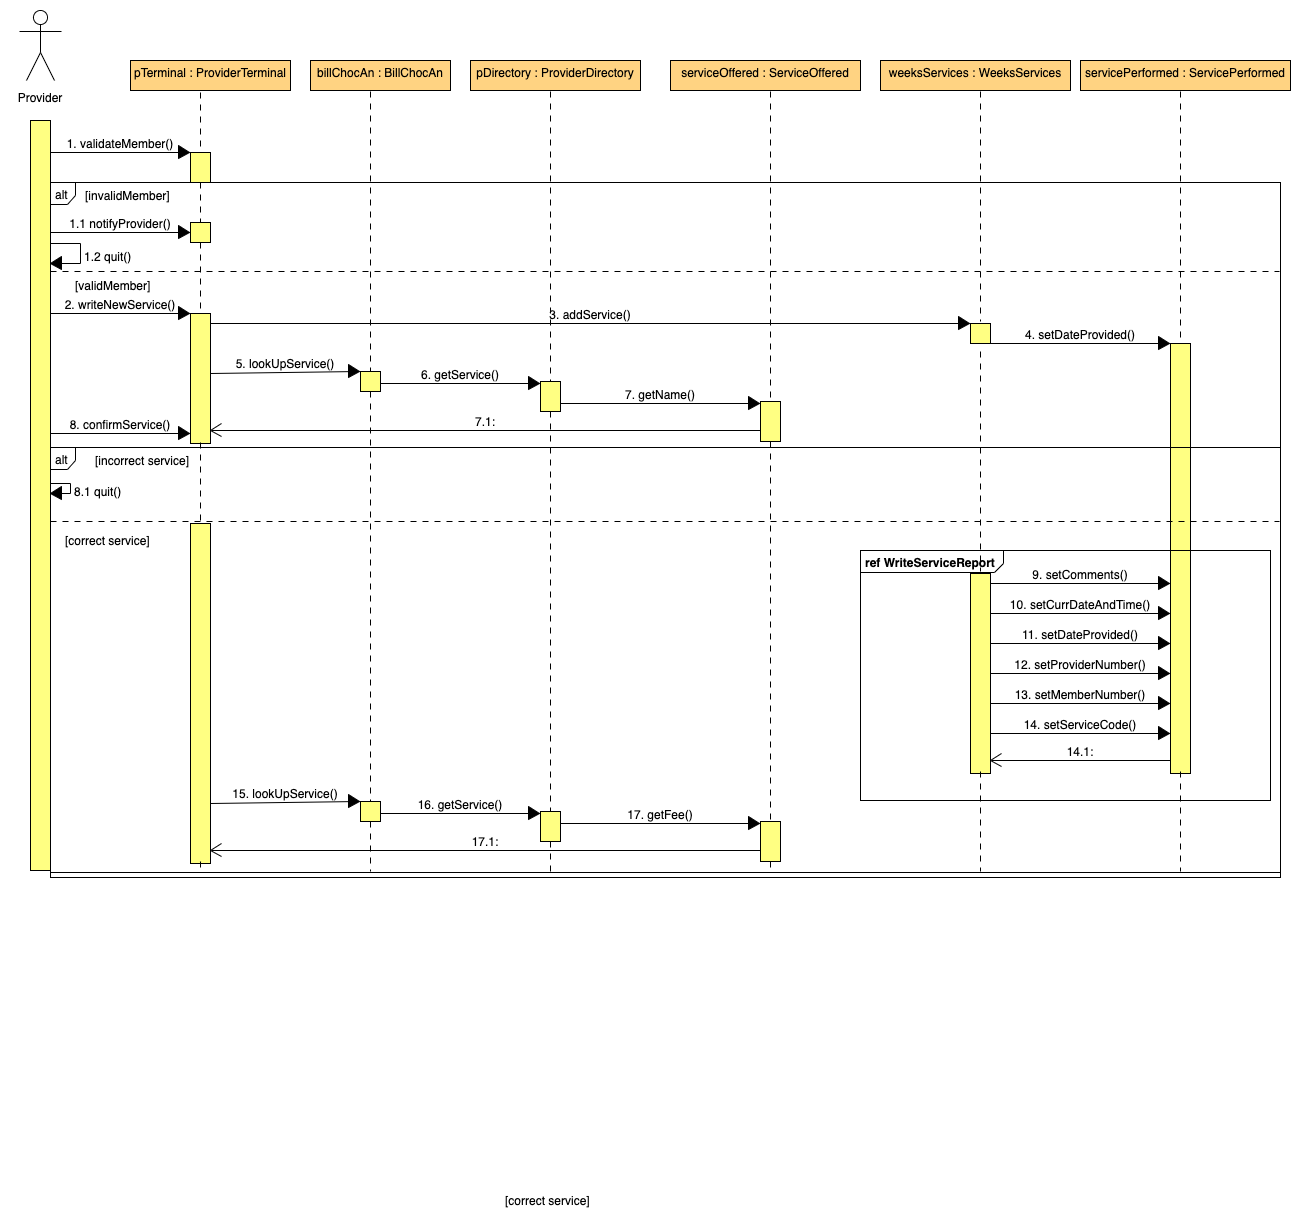 Provider
pTerminal : ProviderTerminal
billChocAn : BillChocAn
pDirectory : ProviderDirectory
serviceOffered : ServiceOffered
weeksServices : WeeksServices
servicePerformed : ServicePerformed
1. validateMember()
alt
[invalidMember]
1.1 notifyProvider()
1.2 quit()
[validMember]
2. writeNewService()
3. addService()
4. setDateProvided()
5. lookUpService()
6. getService()
7. getName()
7.1:
8. confirmService()
alt
[incorrect service]
8.1 quit()
[correct service]
ref WriteServiceReport
9. setComments()
10. setCurrDateAndTime()
11. setDateProvided()
12. setProviderNumber()
13. setMemberNumber()
14. setServiceCode()
14.1:
15. lookUpService()
16. getService()
17. getFee()
17.1:
[correct service]